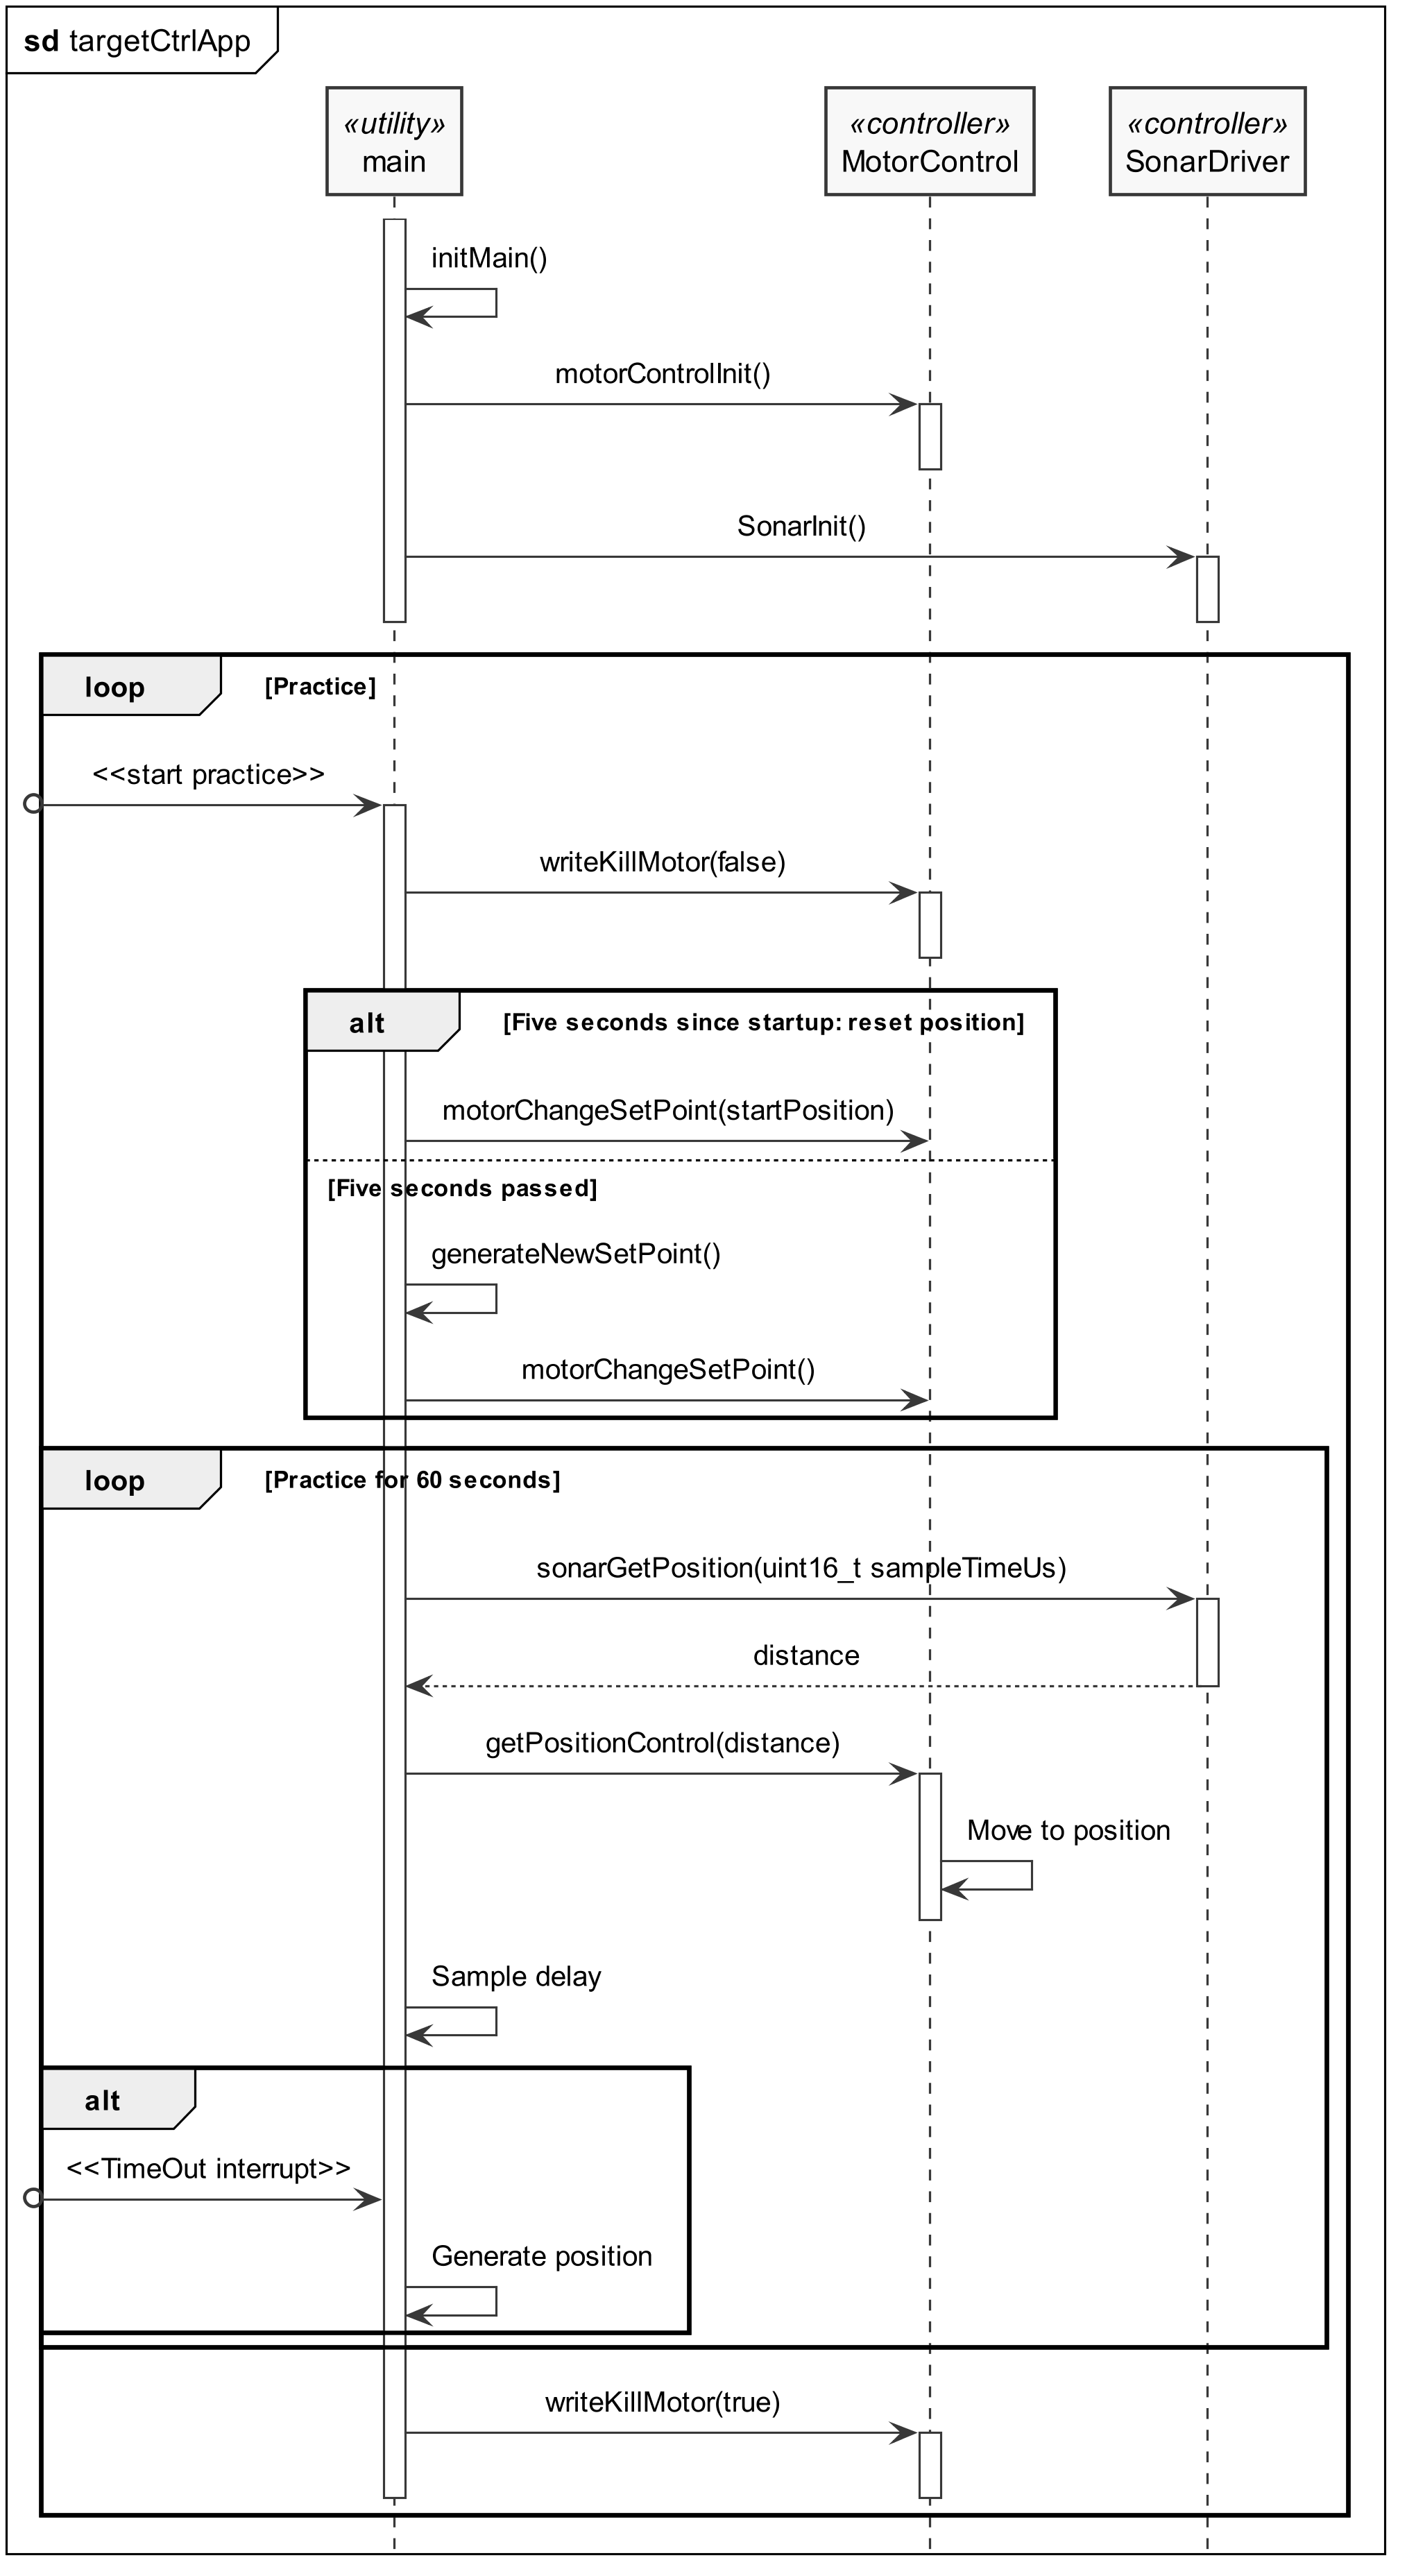 sd targetCtrlApp
«utility»
main
«controller»
MotorControl
«controller»
SonarDriver
initMain()
motorControlInit()
SonarInit()
loop [Practice]
<<start practice>>
writeKillMotor(false)
alt [Five seconds since startup: reset position]
motorChangeSetPoint(startPosition)
[Five seconds passed]
generateNewSetPoint()
motorChangeSetPoint()
loop [Practice for 60 seconds]
sonarGetPosition(uint16_t sampleTimeUs)
distance
getPositionControl(distance)
Move to position
Sample delay
alt
<<TimeOut interrupt>>
Generate position
writeKillMotor(true)